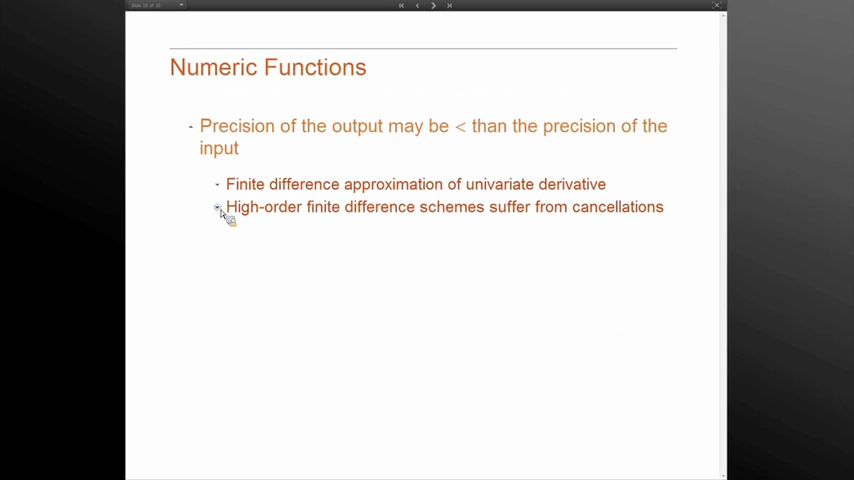 Numeric Functions
Precision of the output may be < than the precision of the
input
Finite difference approximation of univariate derivative
High-order finite difference schemes suffer from cancellations